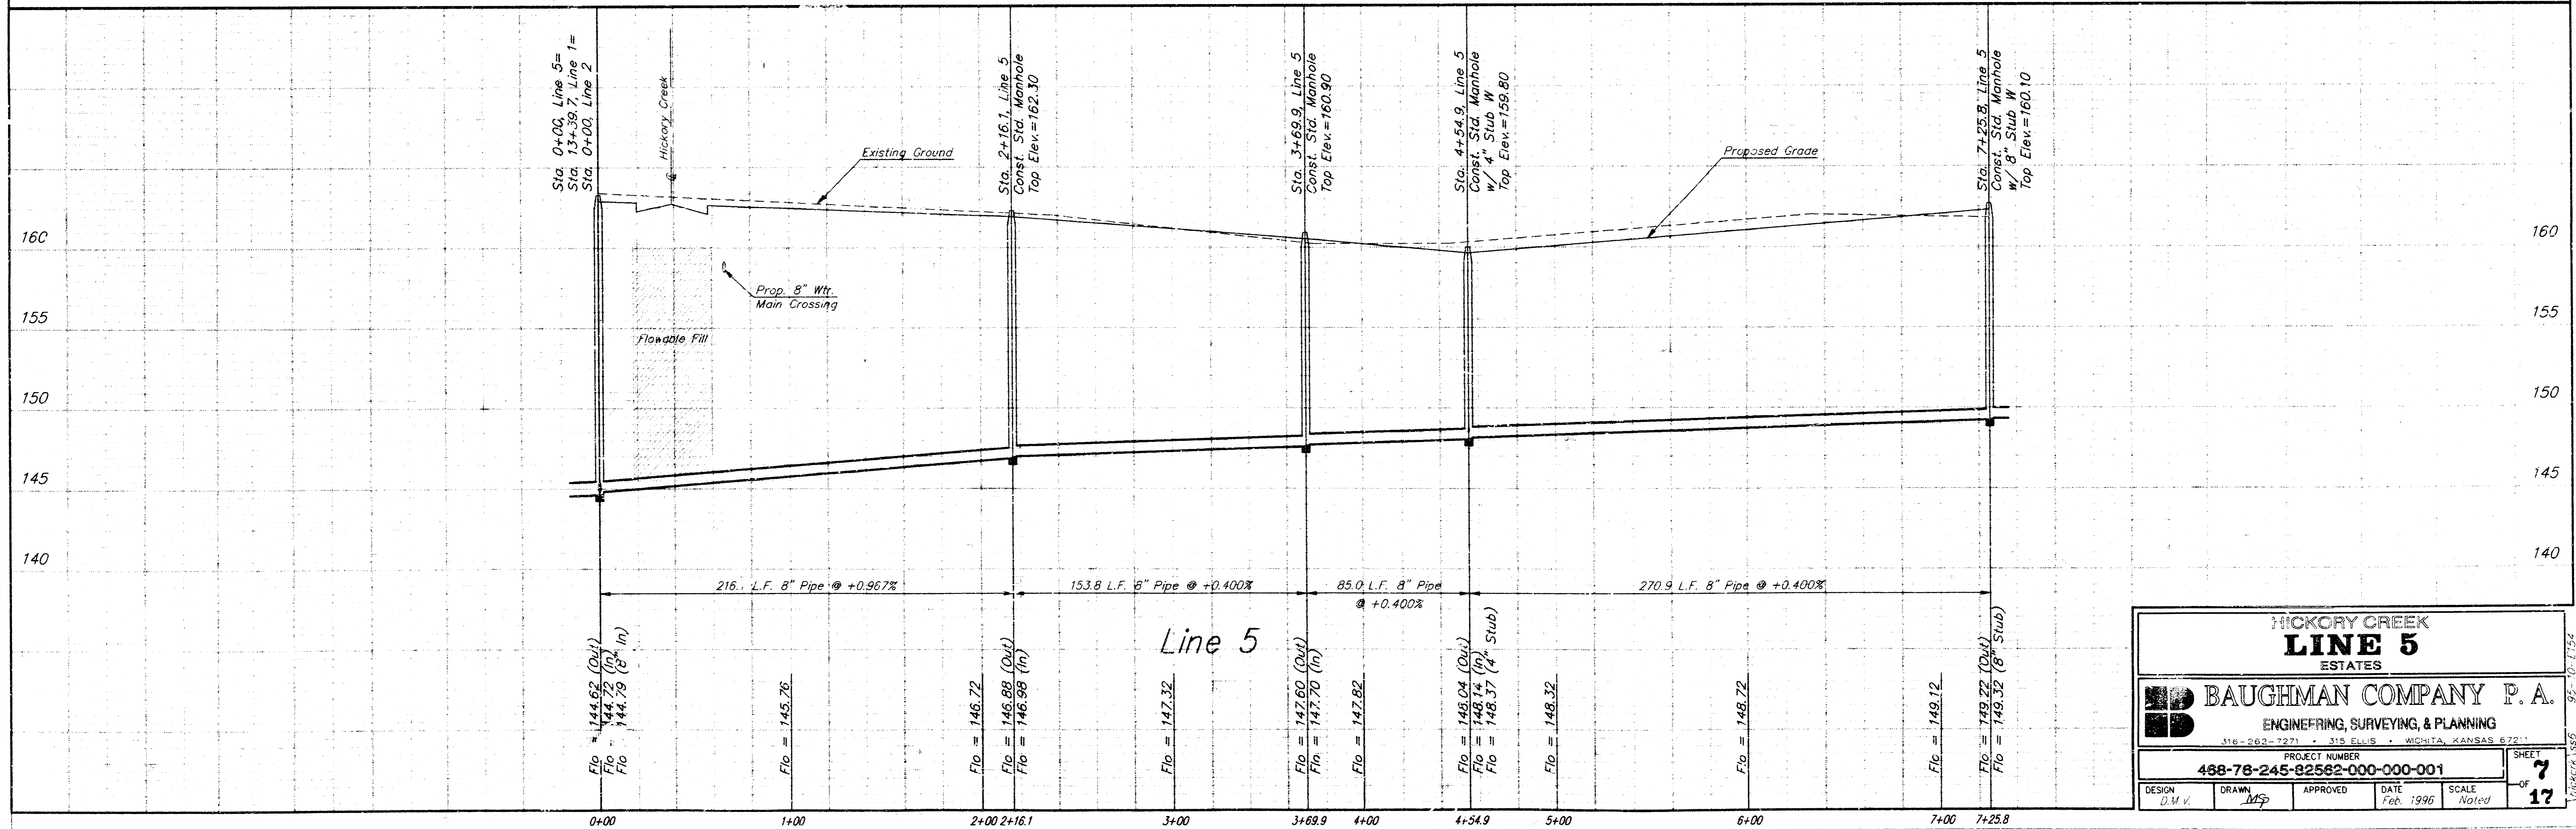 Sta. 0+00, Line 5=
Sta. 13+39.7, Line 1=
Sta. 0+00, Line 2
Hickory Creek
Existing Ground
Sta. 2+16.1, Line 5
Const. Std. Manhole
Top Elev.=162.30
Sta. 3+69.9, Line 5
Const. Std. Manhole
Top Elev.=160.90
Sta. 4+54.9, Line 5
Const. Std. Manhole
w/ 4" Stub W
Top Elev.=159.80
Proposed Grade
Sta. 7+25.8, Line 5
Const. Std. Manhole
w/ 8" Stub W
Top Elev.=160.10
160
160
Prop. 8" Wtr.
Main Crossing
155
155
Flowable Fill
150
150
145
145
140
140
216.1 L.F. 8" Pipe @ +0.967%
153.8 L.F. 8" Pipe @ +0.400%
85.0 L.F. 8" Pipe
@ +0.400%
270.9 L.F. 8" Pipe @ +0.400%
Line 5
Flo = 144.62 (Out)
Flo = 144.72 (In)
Flo = 144.79 (8" In)
Flo = 145.76
Flo = 146.72
Flo = 146.88 (Out)
Flo = 146.98 (In)
Flo = 147.32
Flo = 147.60 (Out)
Flo = 147.70 (In)
Flo = 147.82
Flo = 148.04 (Out)
Flo = 148.14 (In)
Flo = 148.37 (4" Stub)
Flo = 148.32
Flo = 148.72
Flo = 149.12
Flo = 149.22 (Out)
Flo = 149.32 (8" Stub)
0+00
1+00
2+00 2+16.1
3+00
3+69.9
4+00
4+54.9
5+00
6+00
7+00
7+25.8
HICKORY CREEK
LINE 5
ESTATES
BAUGHMAN COMPANY P. A.
ENGINEERING, SURVEYING, & PLANNING
316-262-7271 • 315 ELLIS • WICHITA, KANSAS 67211
PROJECT NUMBER
468-76-245-82562-000-000-001
SHEET
7
OF
17
DESIGN
D.M.V.
DRAWN
MS
APPROVED
DATE
Feb. 1996
SCALE
Noted